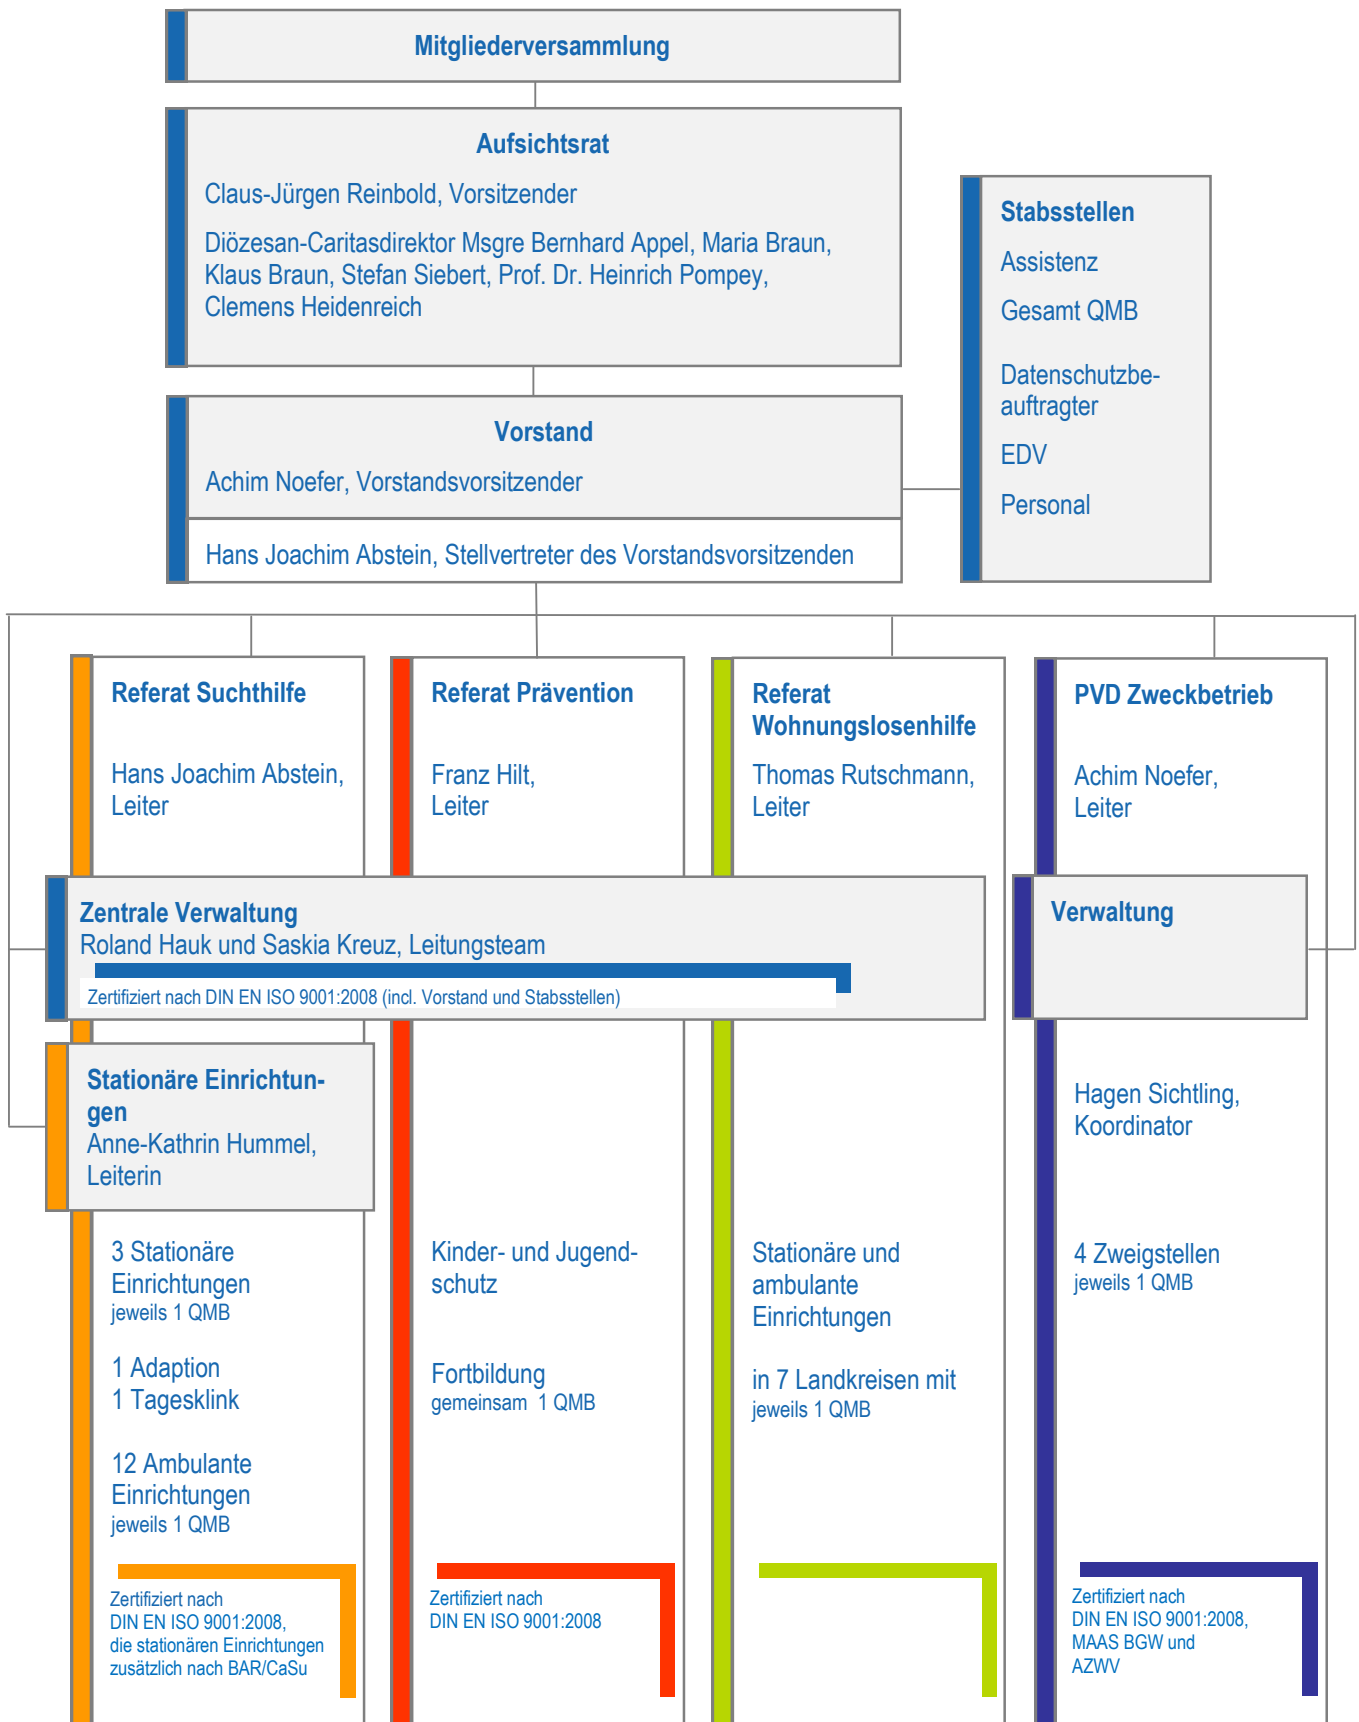 Mitgliederversammlung
Aufsichtsrat
Claus-Jürgen Reinbold, Vorsitzender
Diözesan-Caritasdirektor Msgre Bernhard Appel, Maria Braun,
Klaus Braun, Stefan Siebert, Prof. Dr. Heinrich Pompey,
Clemens Heidenreich
Stabsstellen
Assistenz
Gesamt QMB
Datenschutzbe-
auftragter
EDV
Personal
Vorstand
Achim Noefer, Vorstandsvorsitzender
Hans Joachim Abstein, Stellvertreter des Vorstandsvorsitzenden
Referat Suchthilfe
Hans Joachim Abstein,
Leiter
Referat Prävention
Franz Hilt,
Leiter
Referat
Wohnungslosenhilfe
Thomas Rutschmann,
Leiter
PVD Zweckbetrieb
Achim Noefer,
Leiter
Zentrale Verwaltung
Roland Hauk und Saskia Kreuz, Leitungsteam
Zertifiziert nach DIN EN ISO 9001:2008 (incl. Vorstand und Stabsstellen)
Verwaltung
Stationäre Einrichtun-
gen
Anne-Kathrin Hummel,
Leiterin
Hagen Sichtling,
Koordinator
3 Stationäre
Einrichtungen
jeweils 1 QMB
1 Adaption
1 Tagesklink
12 Ambulante
Einrichtungen
jeweils 1 QMB
Kinder- und Jugend-
schutz
Fortbildung
gemeinsam 1 QMB
Stationäre und
ambulante
Einrichtungen
in 7 Landkreisen mit
jeweils 1 QMB
4 Zweigstellen
jeweils 1 QMB
Zertifiziert nach
DIN EN ISO 9001:2008,
die stationären Einrichtungen
zusätzlich nach BAR/CaSu
Zertifiziert nach
DIN EN ISO 9001:2008
Zertifiziert nach
DIN EN ISO 9001:2008,
MAAS BGW und
AZWV